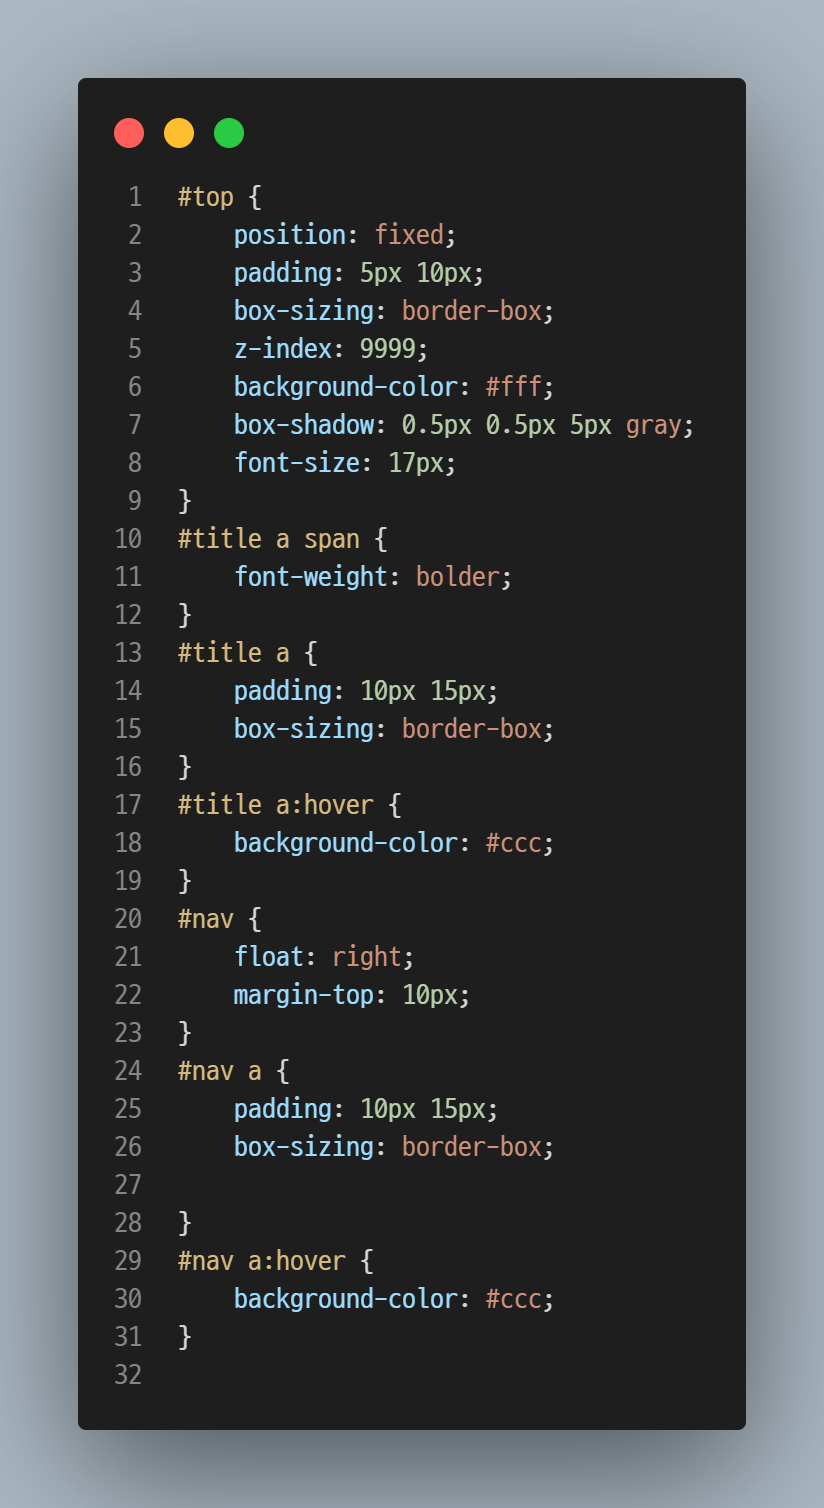 1 #top {
2     position: fixed;
3     padding: 5px 10px;
4     box-sizing: border-box;
5     z-index: 9999;
6     background-color: #fff;
7     box-shadow: 0.5px 0.5px 5px gray;
8     font-size: 17px;
9 }
10 #title a span {
11     font-weight: bolder;
12 }
13 #title a {
14     padding: 10px 15px;
15     box-sizing: border-box;
16 }
17 #title a:hover {
18     background-color: #ccc;
19 }
20 #nav {
21     float: right;
22     margin-top: 10px;
23 }
24 #nav a {
25     padding: 10px 15px;
26     box-sizing: border-box;
27
28 }
29 #nav a:hover {
30     background-color: #ccc;
31 }
32